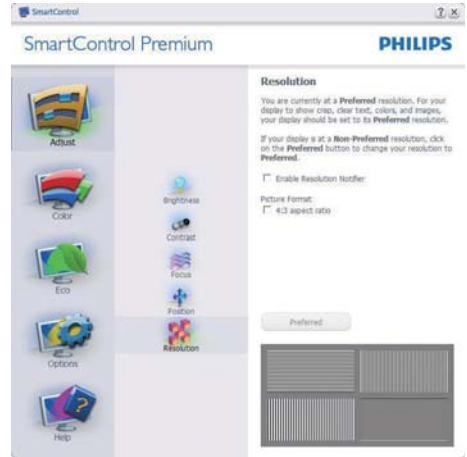 SmartControl
SmartControl Premium
PHILIPS
Adjust
Color
Eco
Options
Help
Brightness
Contrast
Focus
Position
Resolution
Resolution
You are currently at a Preferred resolution. For your
display to show crisp, clear text, colors, and images,
your display should be set to its Preferred resolution.
If your display is at a Non-Preferred resolution, click
on the Preferred button to change your resolution to
Preferred.
Enable Resolution Notifier
Picture Format:
4:3 aspect ratio
Preferred